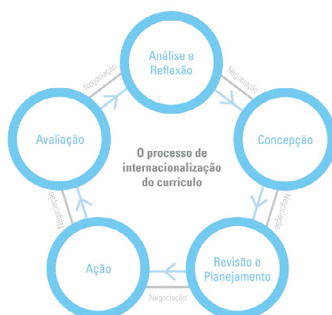 Análise e
Reflexão
Negociação
Negociação
Avaliação
Concepção
O processo de
internacionalização
do currículo
Negociação
Negociação
Ação
Revisão e
Planejamento
Negociação